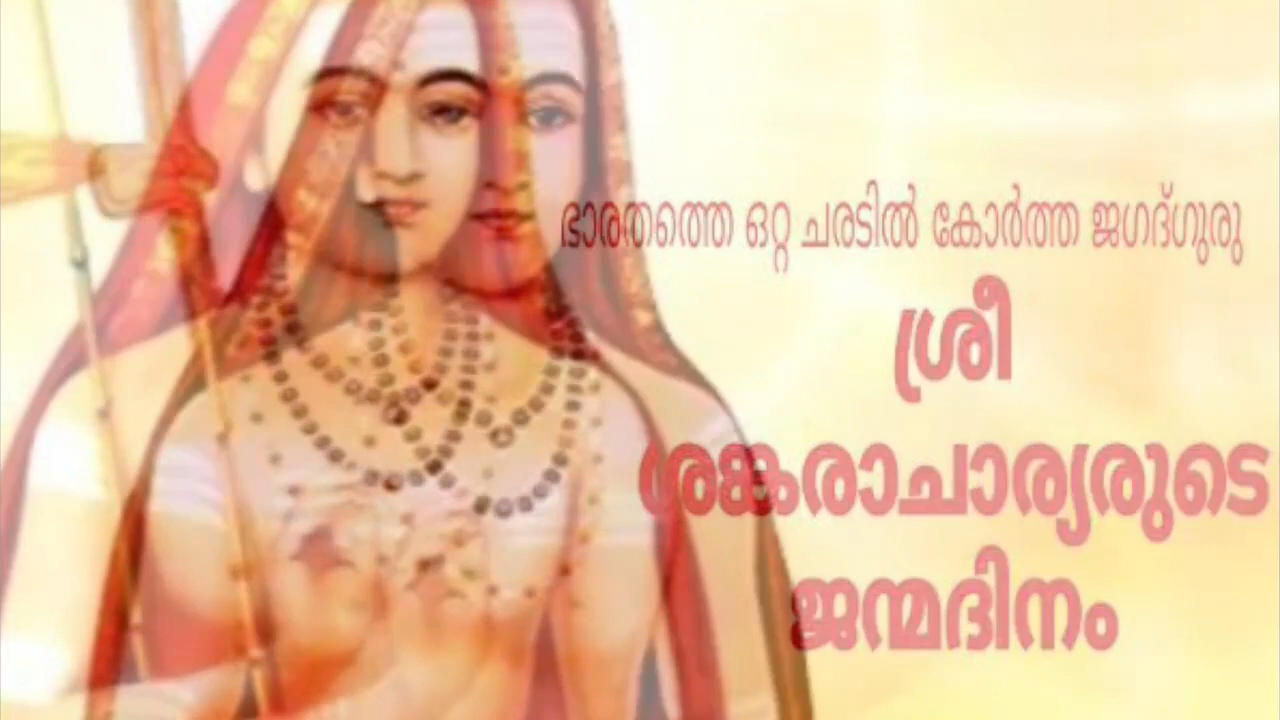 ഭാരതത്തെ ഒറ്റ ചരടിൽ കോർത്ത ജഗദ്ഗുരു
ശ്രീ
ശങ്കരാചാര്യരുടെ
ജന്മദിനം